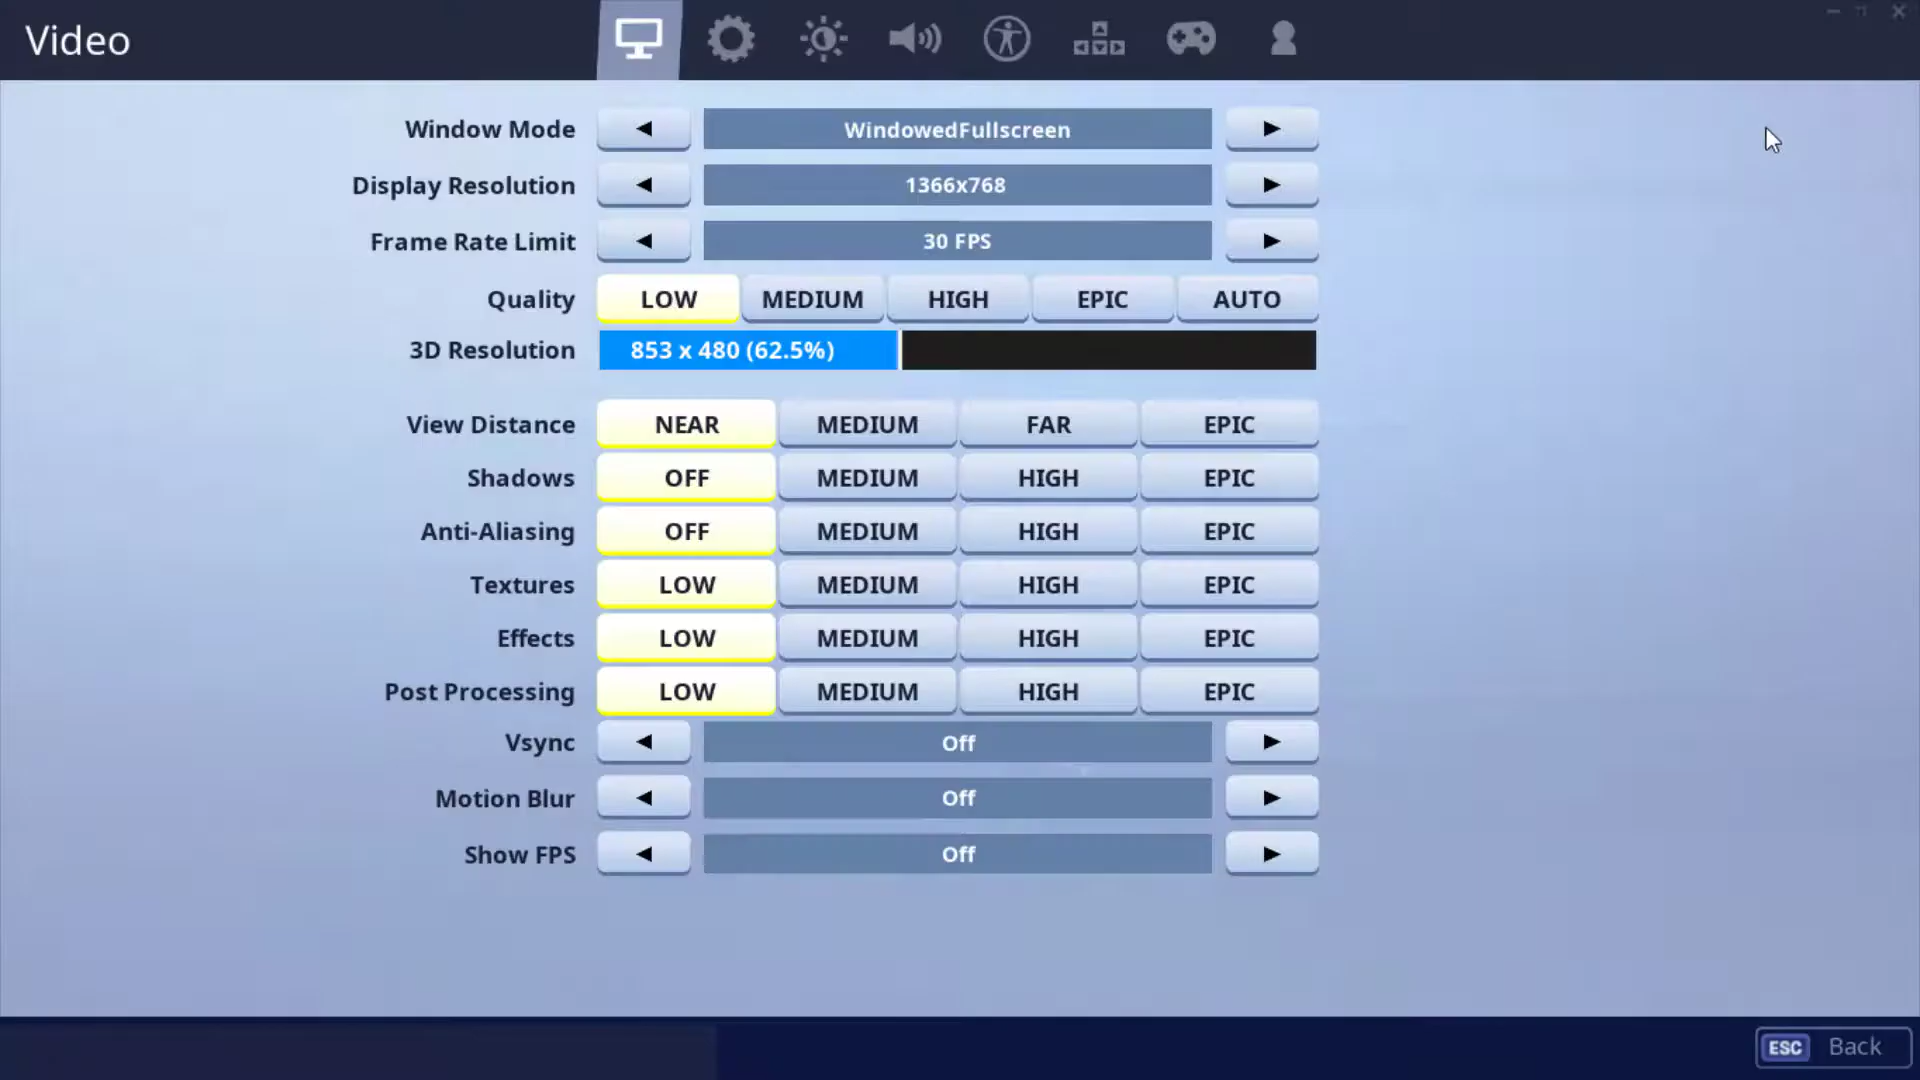 Video
Window Mode WindowedFullscreen
Display Resolution 1366x768
Frame Rate Limit 30 FPS
Quality LOW MEDIUM HIGH EPIC AUTO
3D Resolution 853 x 480 (62.5%)
View Distance NEAR MEDIUM FAR EPIC
Shadows OFF MEDIUM HIGH EPIC
Anti-Aliasing OFF MEDIUM HIGH EPIC
Textures LOW MEDIUM HIGH EPIC
Effects LOW MEDIUM HIGH EPIC
Post Processing LOW MEDIUM HIGH EPIC
Vsync Off
Motion Blur Off
Show FPS Off
ESC Back